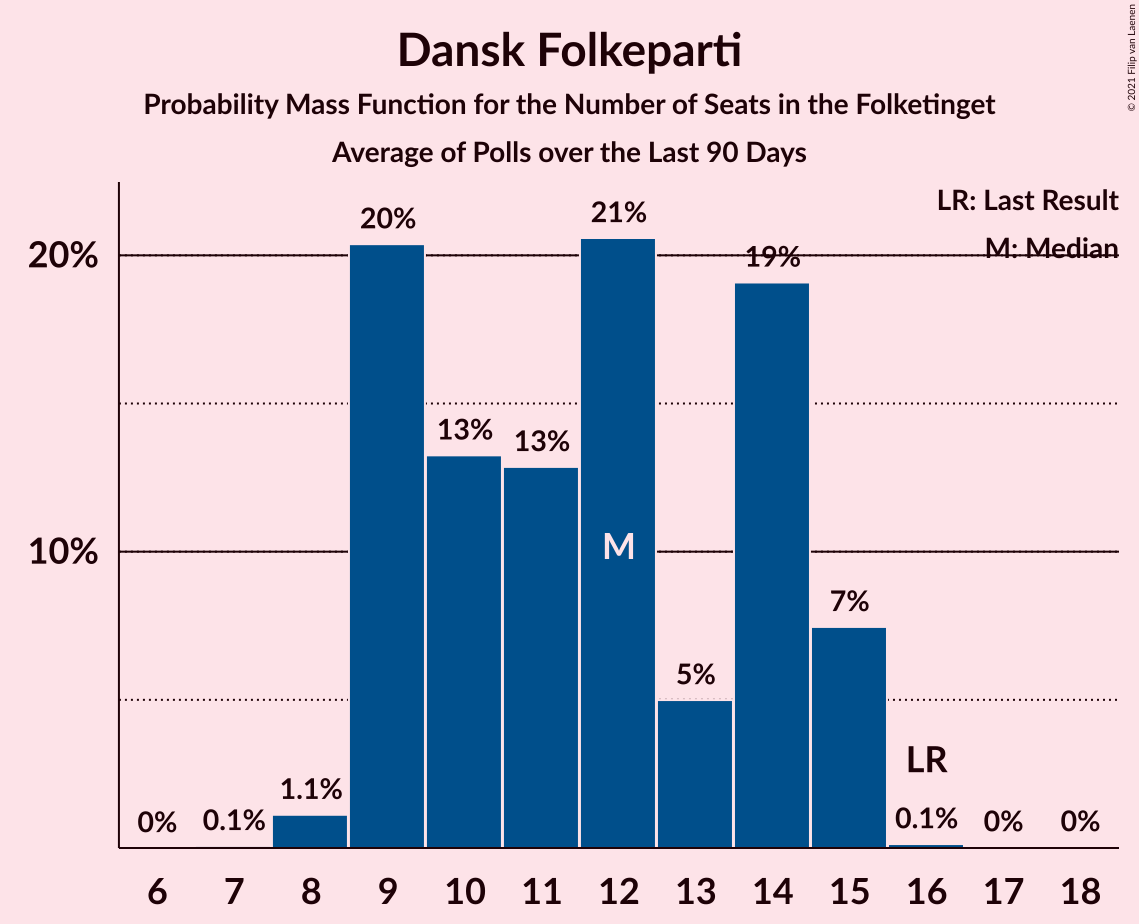 Dansk Folkeparti
Probability Mass Function for the Number of Seats in the Folketinget
Average of Polls over the Last 90 Days
© 2021 Filip van Laenen
LR: Last Result
M: Median
20%
10%
0%
0.1%
1.1%
20%
13%
13%
21%
M
5%
19%
7%
LR
0.1%
0%
0%
6 7 8 9 10 11 12 13 14 15 16 17 18